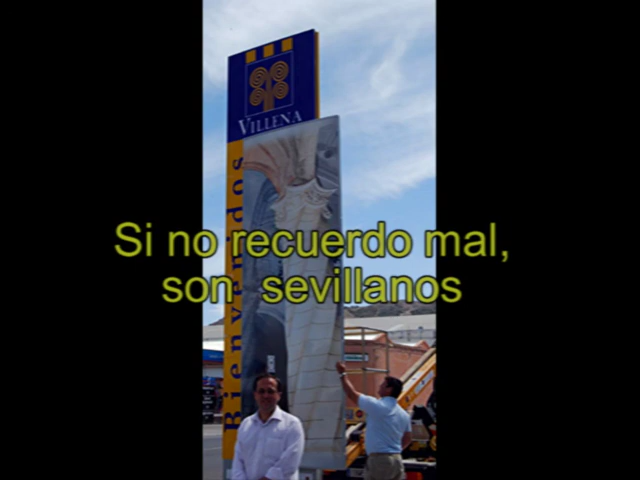 VILLENA
Bienvenidos
Si no recuerdo mal,
son sevillanos